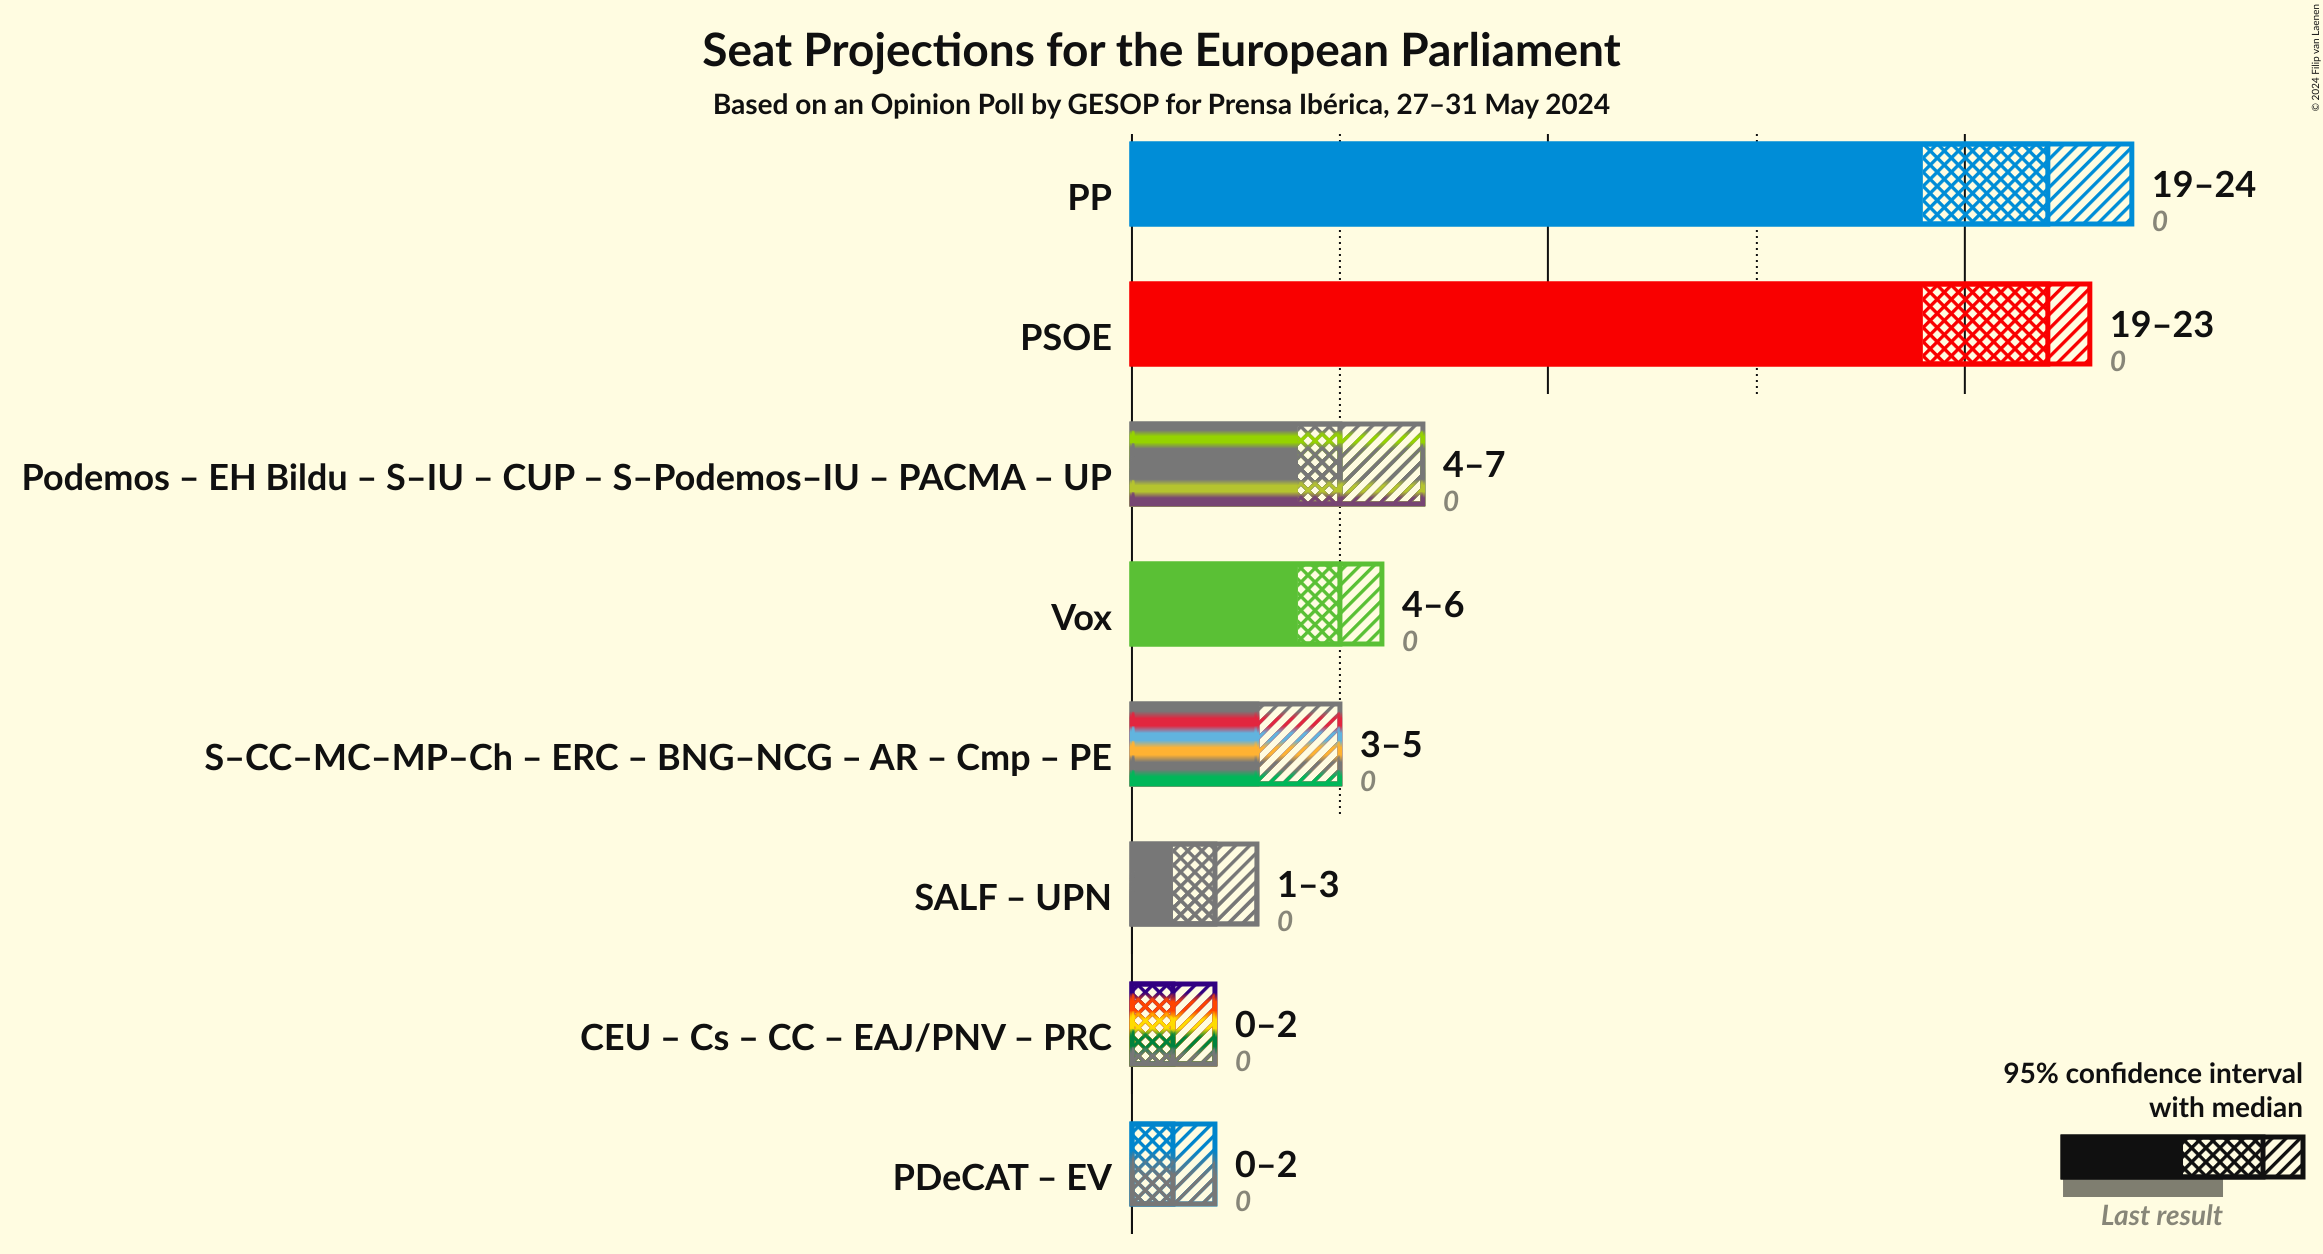 Seat Projections for the European Parliament
Based on an Opinion Poll by GESOP for Prensa Ibérica, 27–31 May 2024
© 2024 Filip van Laenen
PP
19–24
0
PSOE
19–23
0
Podemos – EH Bildu – S–IU – CUP – S–Podemos–IU – PACMA – UP
4–7
0
Vox
4–6
0
S–CC–MC–MP–Ch – ERC – BNG–NCG – AR – Cmp – PE
3–5
0
SALF – UPN
1–3
0
CEU – Cs – CC – EAJ/PNV – PRC
0–2
0
PDeCAT – EV
0–2
0
95% confidence interval
with median
Last result